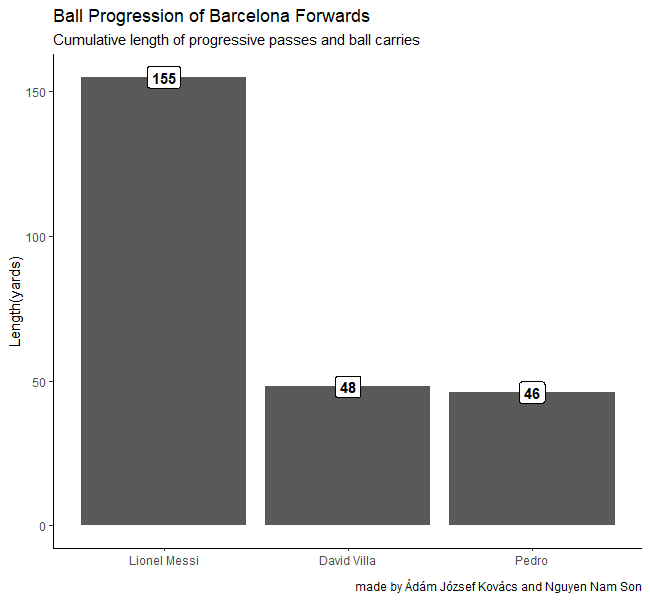 Ball Progression of Barcelona Forwards
Cumulative length of progressive passes and ball carries
155
150
100
Length(yards)
50
48
46
0
Lionel Messi David Villa Pedro
made by Ádám József Kovács and Nguyen Nam Son